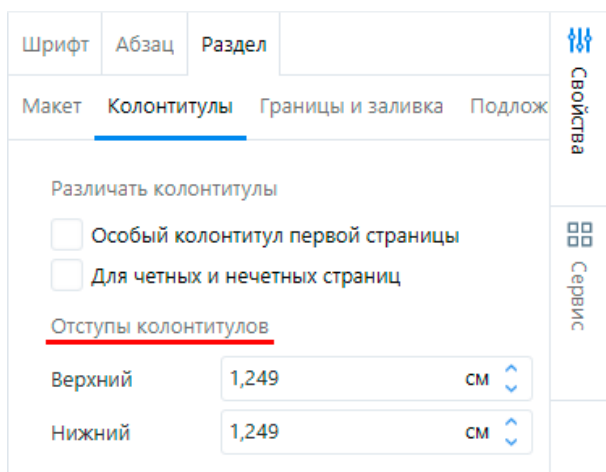 Шрифт Абзац Раздел
Макет Колонтитулы Границы и заливка Подлож
Различать колонтитулы
Особый колонтитул первой страницы
Для четных и нечетных страниц
Отступы колонтитулов
Верхний 1,249 см
Нижний 1,249 см
Свойства
Сервис